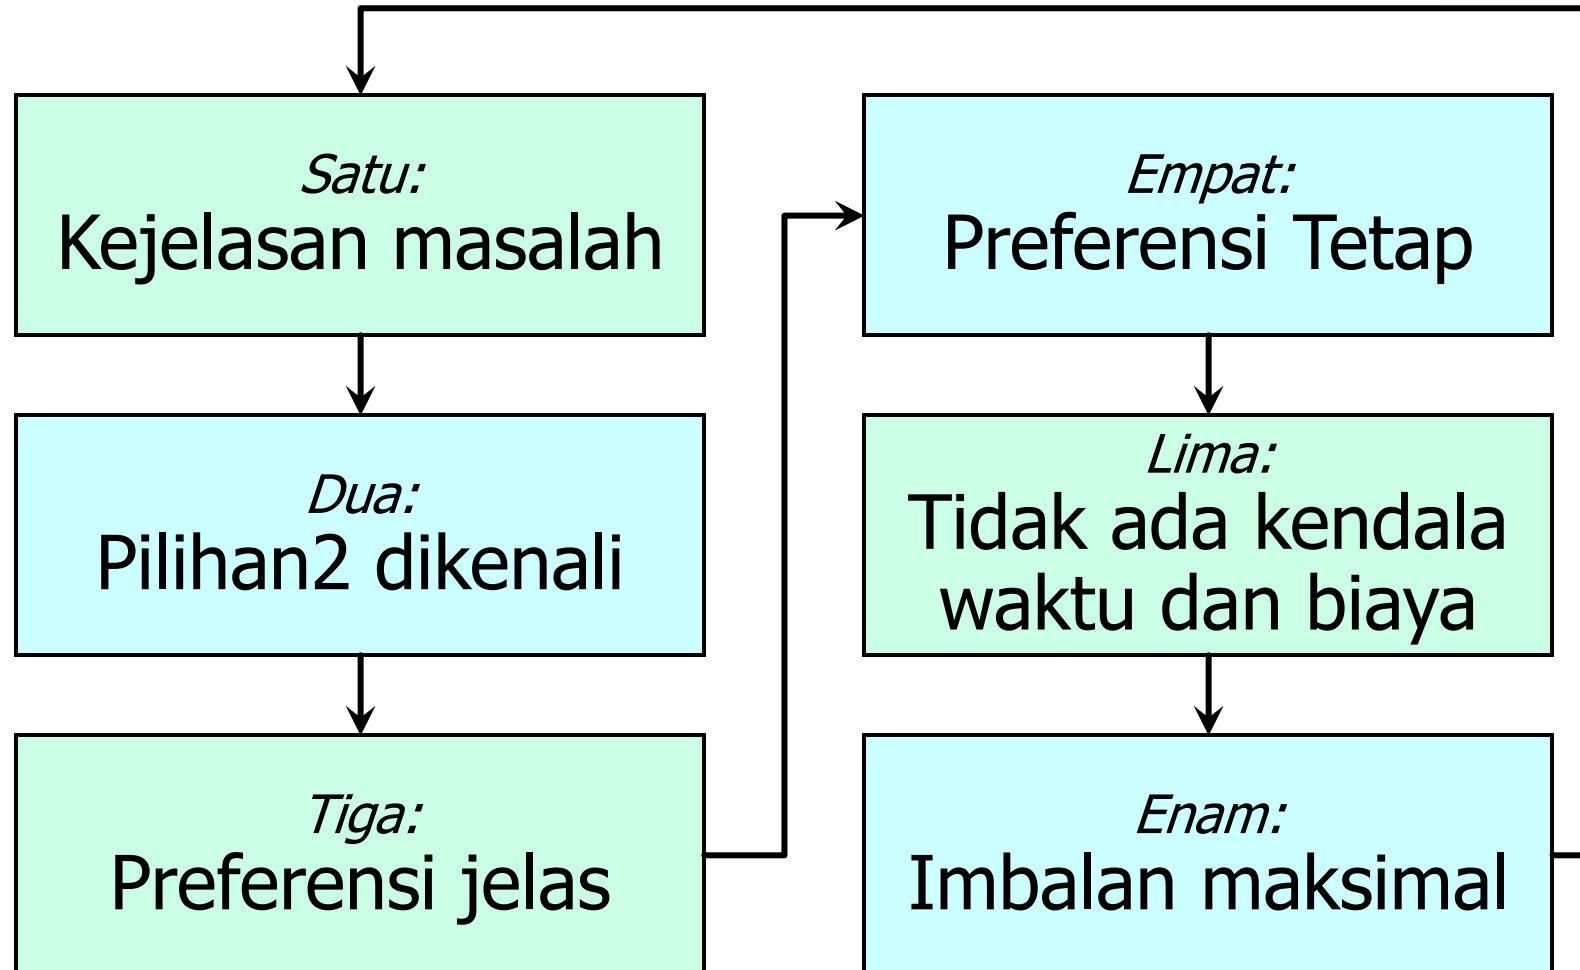 Satu:
Kejelasan masalah
Dua:
Pilihan2 dikenali
Tiga:
Preferensi jelas
Empat:
Preferensi Tetap
Lima:
Tidak ada kendala
waktu dan biaya
Enam:
Imbalan maksimal